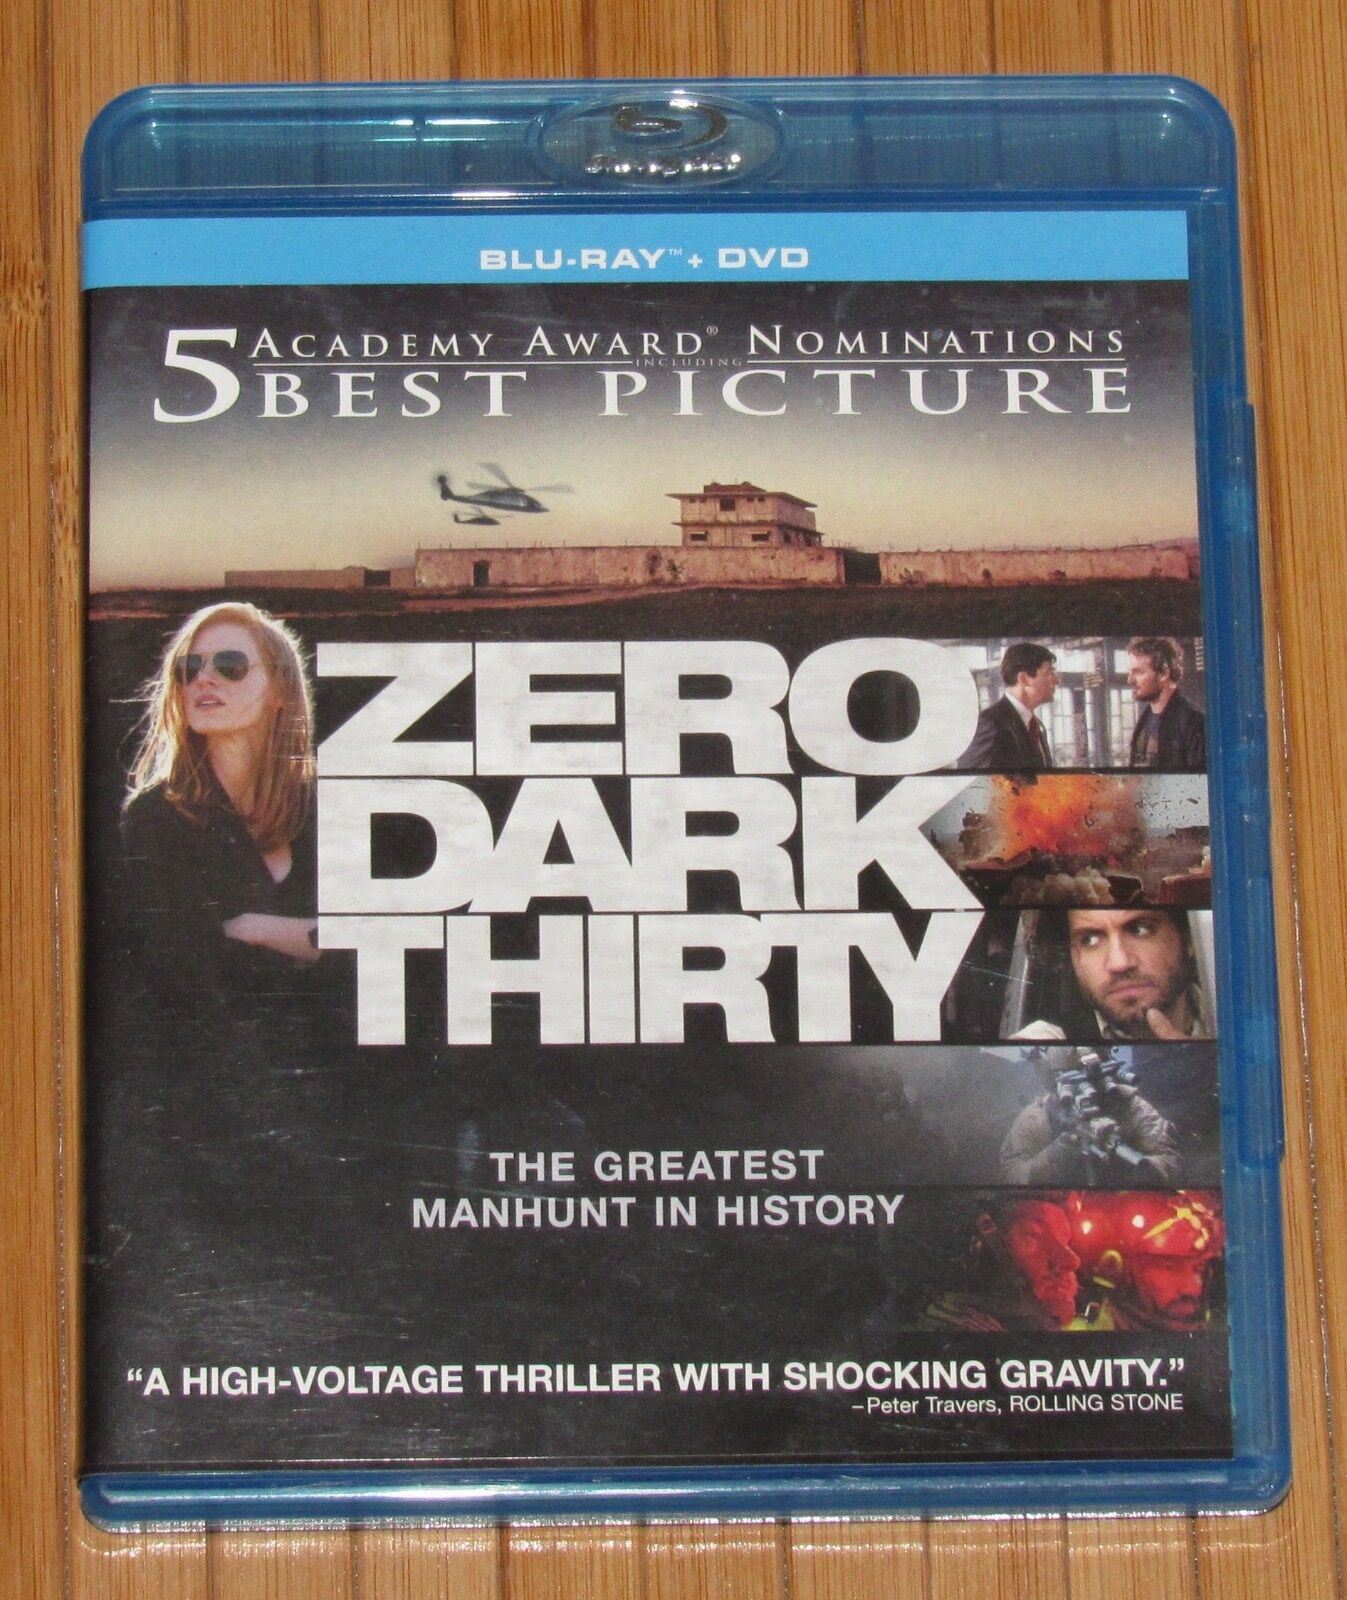 BLU-RAY™ + DVD
5 ACADEMY AWARD® NOMINATIONS
INCLUDING
BEST PICTURE
ZERO
DARK
THIRTY
THE GREATEST
MANHUNT IN HISTORY
“A HIGH-VOLTAGE THRILLER WITH SHOCKING GRAVITY.”
–Peter Travers, ROLLING STONE